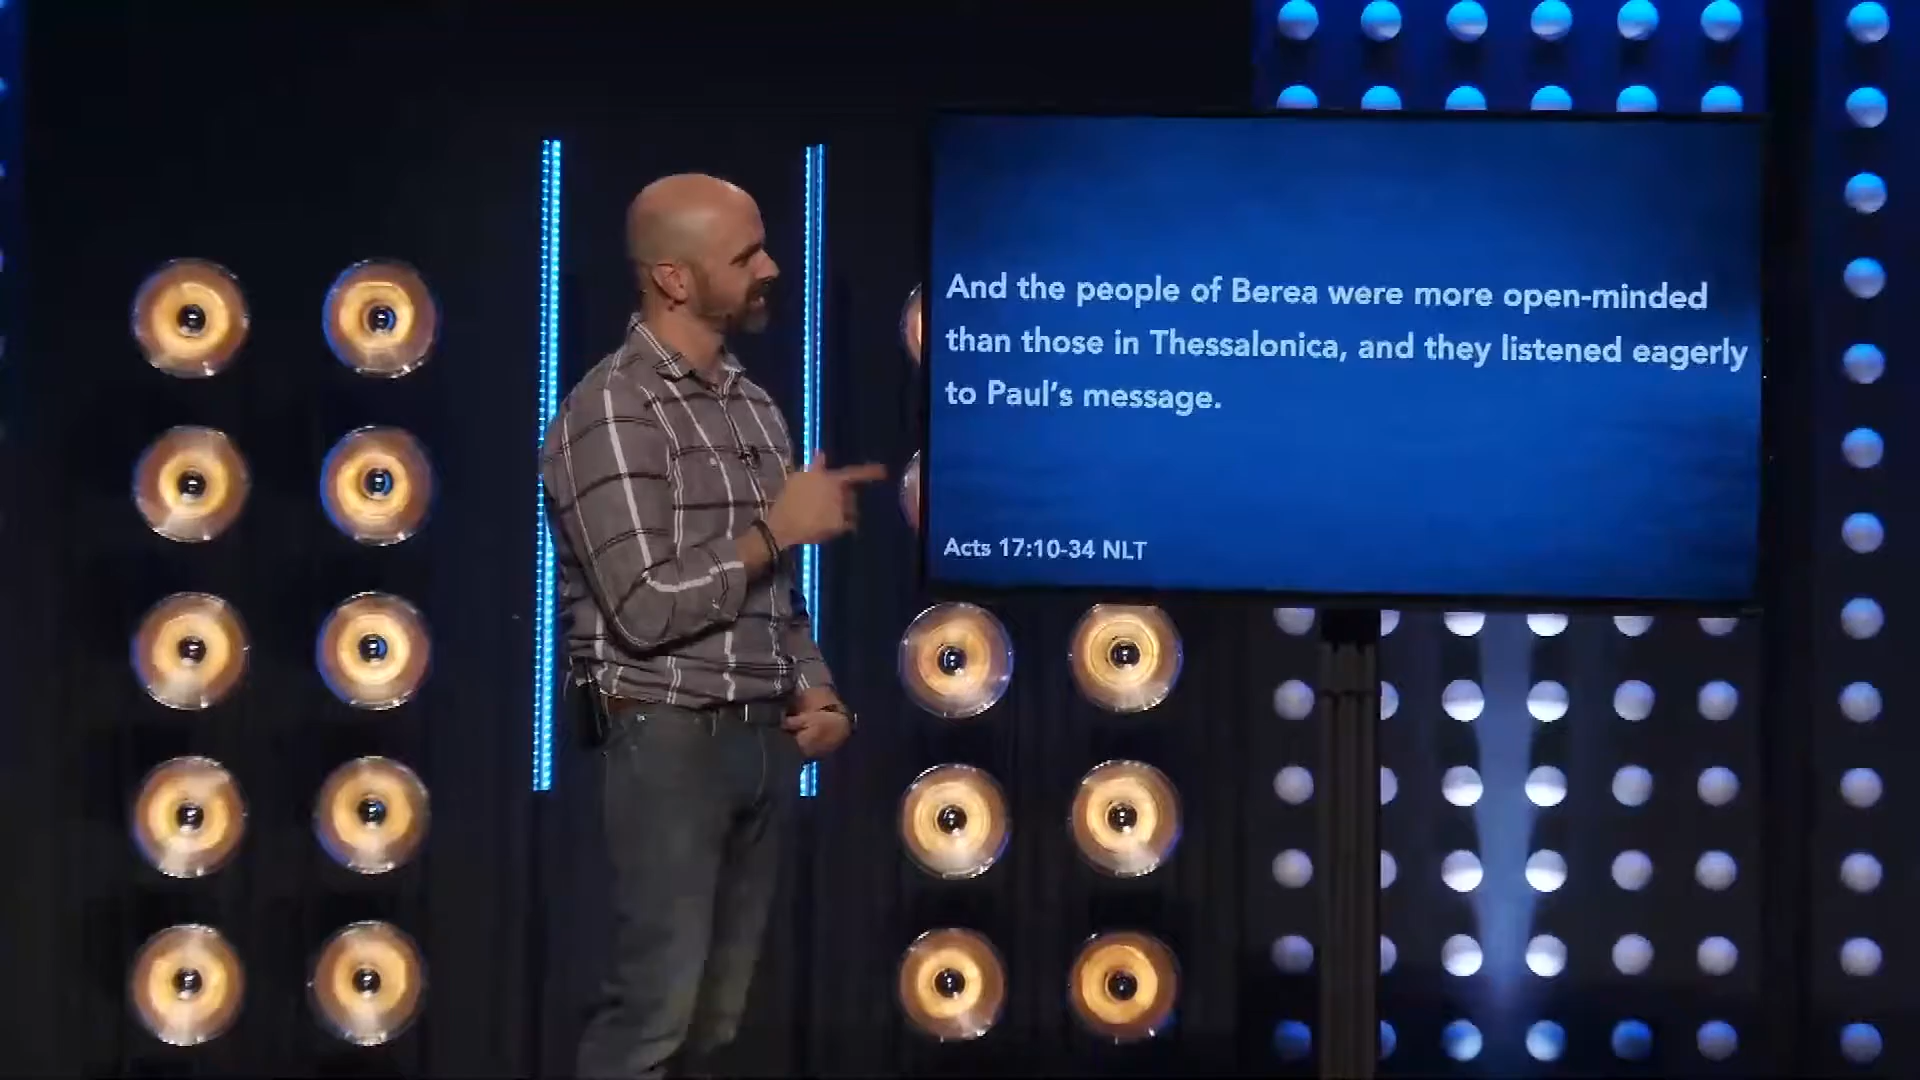 And the people of Berea were more open-minded
than those in Thessalonica, and they listened eagerly
to Paul's message.
Acts 17:10-34 NLT